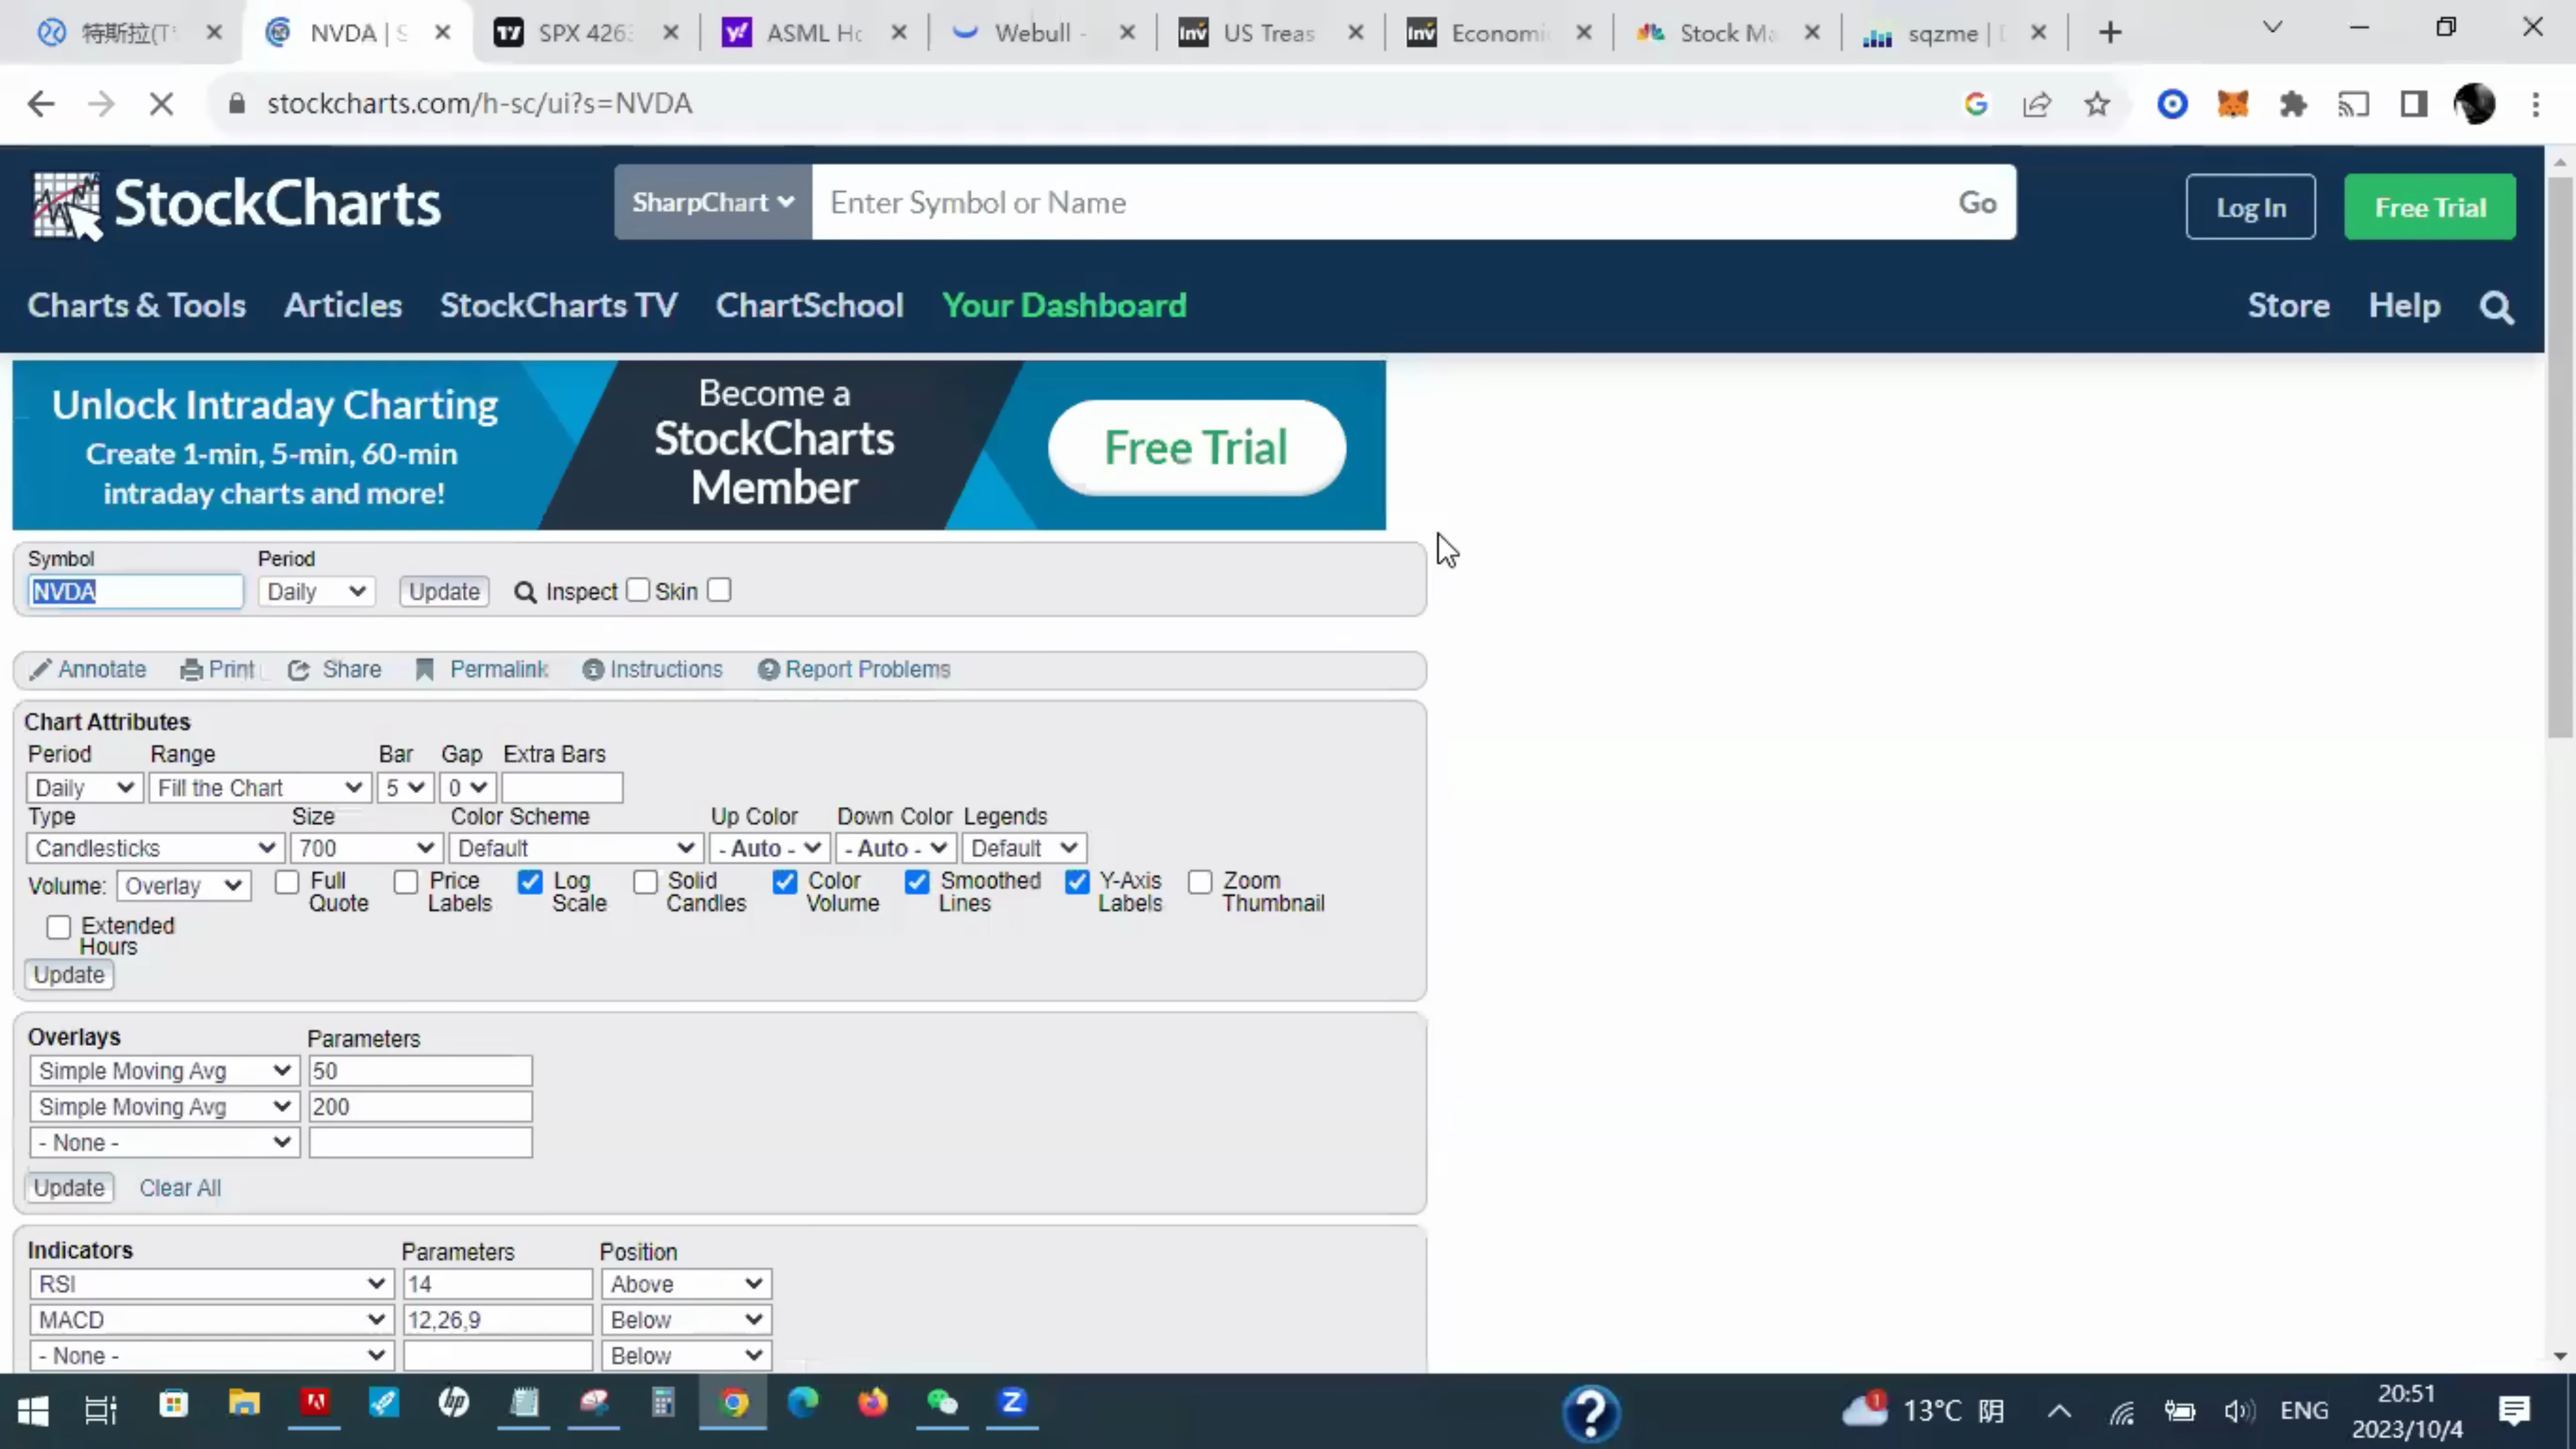 特斯拉(T
NVDA | S
SPX 426
ASML Ho
Webull -
US Treas
Economi
Stock Ma
sqzme |
stockcharts.com/h-sc/ui?s=NVDA
StockCharts
SharpChart
Enter Symbol or Name
Go
Log In
Free Trial
Charts & Tools
Articles
StockCharts TV
ChartSchool
Your Dashboard
Store
Help
Unlock Intraday Charting
Create 1-min, 5-min, 60-min
intraday charts and more!
Become a
StockCharts
Member
Free Trial
Symbol Period
NVDA Daily Update Inspect Skin
Annotate Print Share Permalink Instructions Report Problems
Chart Attributes
Period Range Bar Gap Extra Bars
Daily Fill the Chart 5 0
Type Size Color Scheme Up Color Down Color Legends
Candlesticks 700 Default - Auto - - Auto - Default
Volume: Overlay
Full
Quote
Price
Labels
Log
Scale
Solid
Candles
Color
Volume
Smoothed
Lines
Y-Axis
Labels
Zoom
Thumbnail
Extended
Hours
Update
Overlays Parameters
Simple Moving Avg 50
Simple Moving Avg 200
- None -
Update Clear All
Indicators Parameters Position
RSI 14 Above
MACD 12,26,9 Below
- None - Below
13°C 阴
ENG
20:51
2023/10/4